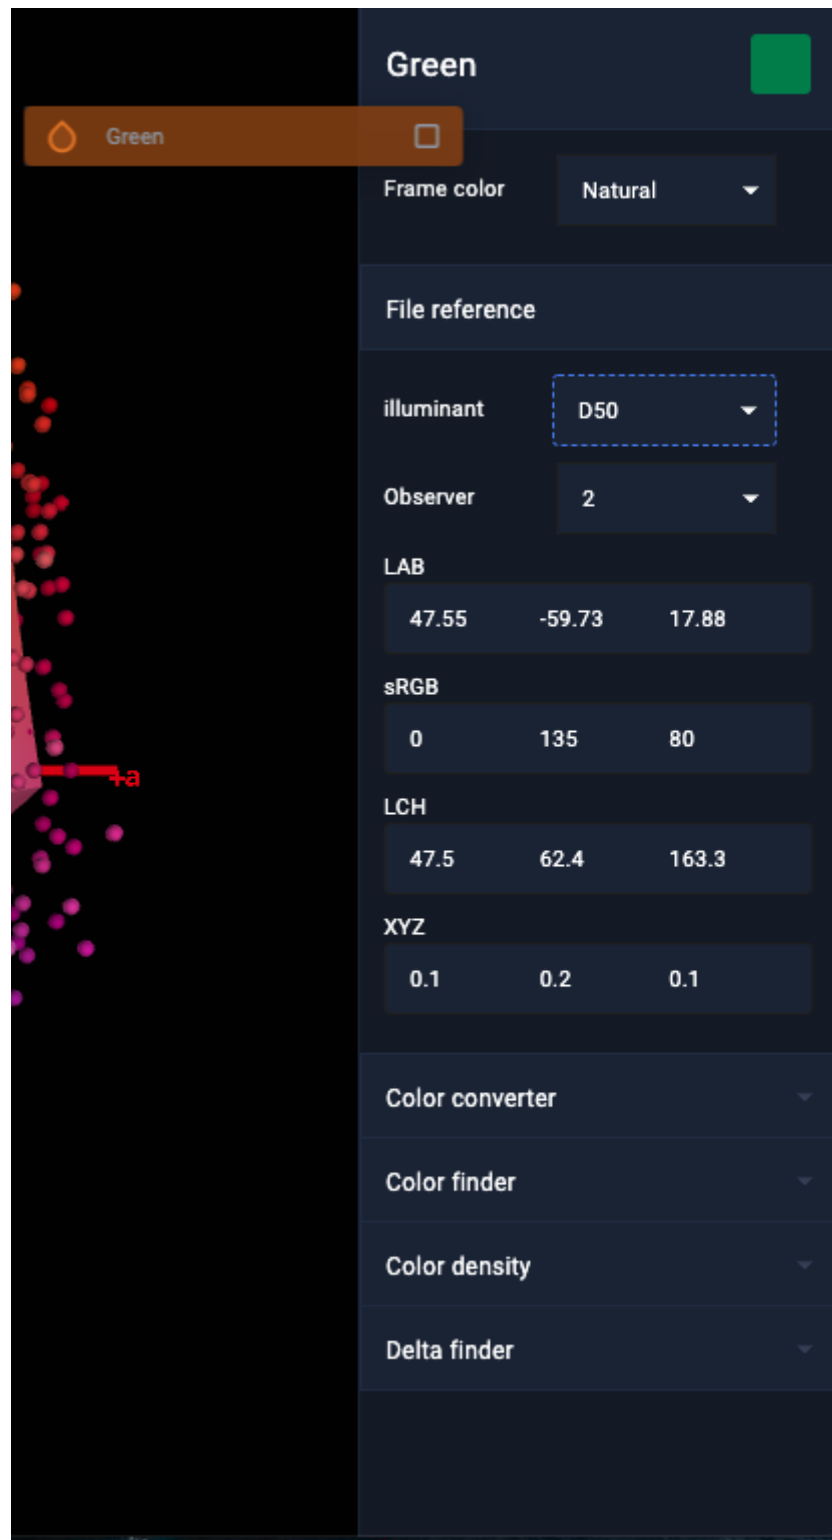 Green
Green
Frame color Natural
File reference
illuminant D50
Observer 2
LAB
47.55 -59.73 17.88
sRGB
0 135 80
LCH
47.5 62.4 163.3
+a
XYZ
0.1 0.2 0.1
Color converter
Color finder
Color density
Delta finder